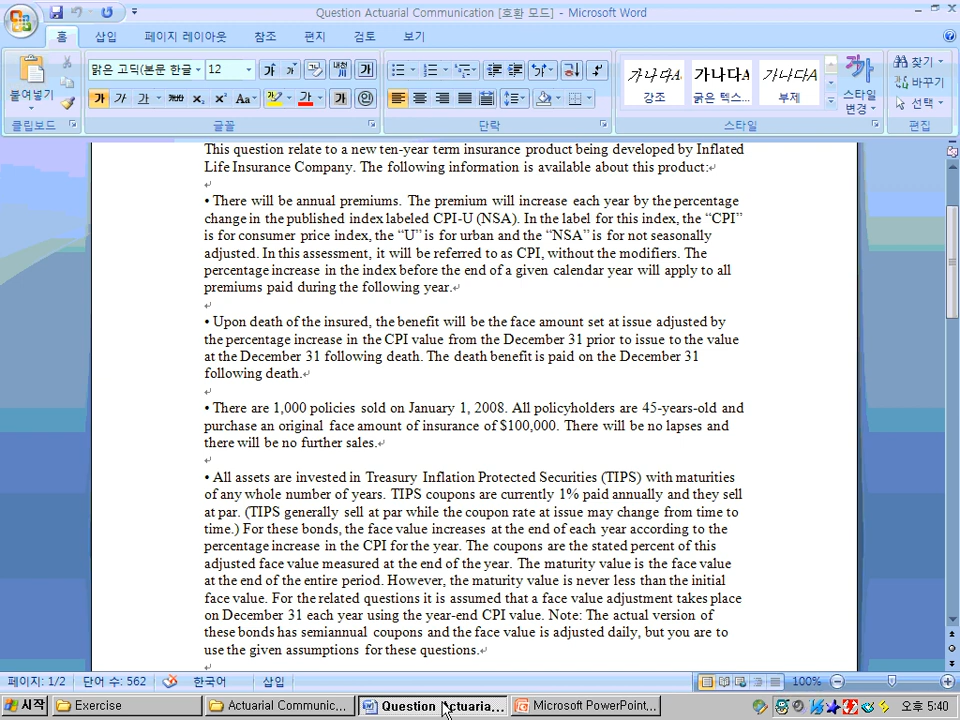 Question Actuarial Communication [호환 모드] - Microsoft Word
홈 삽입 페이지 레이아웃 참조 편지 검토 보기
붙여넣기
맑은 고딕(본문 한글) 12
가나다A 가나다A 가나다A
강조 굵은 텍스... 부제
스타일 변경
찾기
바꾸기
선택
클립보드 글꼴 단락 스타일 편집
This question relate to a new ten-year term insurance product being developed by Inflated
Life Insurance Company. The following information is available about this product:
• There will be annual premiums. The premium will increase each year by the percentage
change in the published index labeled CPI-U (NSA). In the label for this index, the “CPI”
is for consumer price index, the “U” is for urban and the “NSA” is for not seasonally
adjusted. In this assessment, it will be referred to as CPI, without the modifiers. The
percentage increase in the index before the end of a given calendar year will apply to all
premiums paid during the following year.
• Upon death of the insured, the benefit will be the face amount set at issue adjusted by
the percentage increase in the CPI value from the December 31 prior to issue to the value
at the December 31 following death. The death benefit is paid on the December 31
following death.
• There are 1,000 policies sold on January 1, 2008. All policyholders are 45-years-old and
purchase an original face amount of insurance of $100,000. There will be no lapses and
there will be no further sales.
• All assets are invested in Treasury Inflation Protected Securities (TIPS) with maturities
of any whole number of years. TIPS coupons are currently 1% paid annually and they sell
at par. (TIPS generally sell at par while the coupon rate at issue may change from time to
time.) For these bonds, the face value increases at the end of each year according to the
percentage increase in the CPI for the year. The coupons are the stated percent of this
adjusted face value measured at the end of the year. The maturity value is the face value
at the end of the entire period. However, the maturity value is never less than the initial
face value. For the related questions it is assumed that a face value adjustment takes place
on December 31 each year using the year-end CPI value. Note: The actual version of
these bonds has semiannual coupons and the face value is adjusted daily, but you are to
use the given assumptions for these questions.
페이지: 1/2 단어 수: 562 한국어 삽입 100%
시작 Exercise Actuarial Communic... Question Actuaria... Microsoft PowerPoint... 오후 5:40